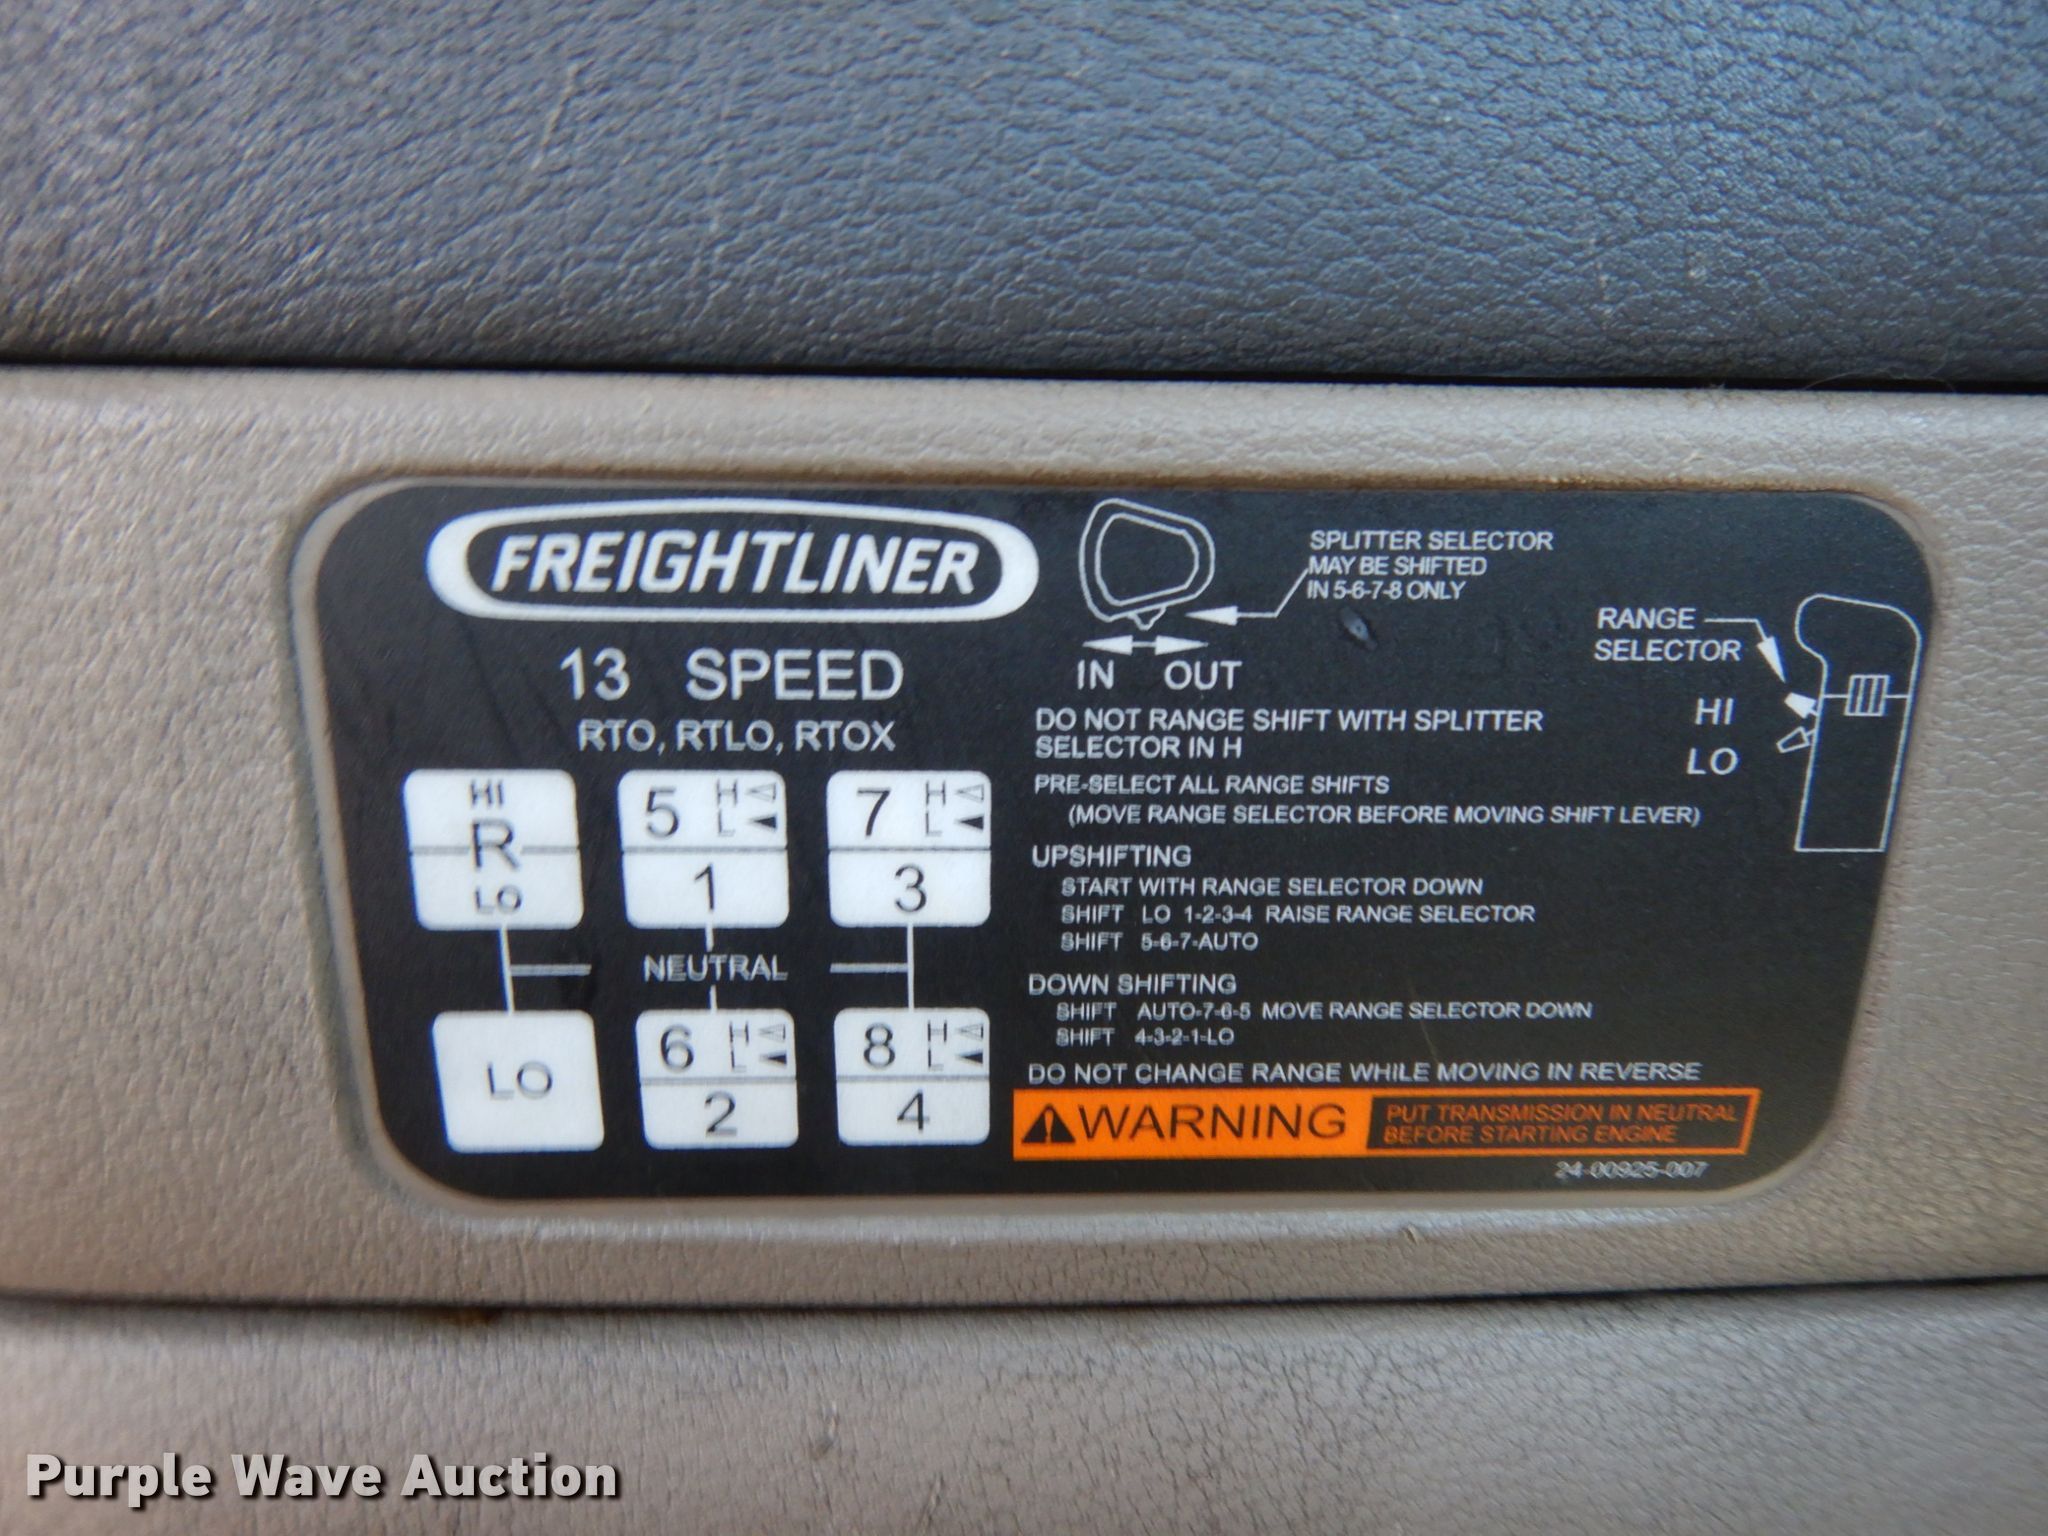 FREIGHTLINER
13 SPEED
RTO, RTLO, RTOX
HI
R
LO
5 H
L
1
7 H
L
3
NEUTRAL
LO
6 H
L
2
8 H
L
4
SPLITTER SELECTOR
MAY BE SHIFTED
IN 5-6-7-8 ONLY
IN OUT
RANGE
SELECTOR
HI
LO
DO NOT RANGE SHIFT WITH SPLITTER
SELECTOR IN H
PRE-SELECT ALL RANGE SHIFTS
(MOVE RANGE SELECTOR BEFORE MOVING SHIFT LEVER)
UPSHIFTING
START WITH RANGE SELECTOR DOWN
SHIFT LO 1-2-3-4 RAISE RANGE SELECTOR
SHIFT 5-6-7-AUTO
DOWN SHIFTING
SHIFT AUTO-7-6-5 MOVE RANGE SELECTOR DOWN
SHIFT 4-3-2-1-LO
DO NOT CHANGE RANGE WHILE MOVING IN REVERSE
WARNING
PUT TRANSMISSION IN NEUTRAL
BEFORE STARTING ENGINE
24-00925-007
Purple Wave Auction